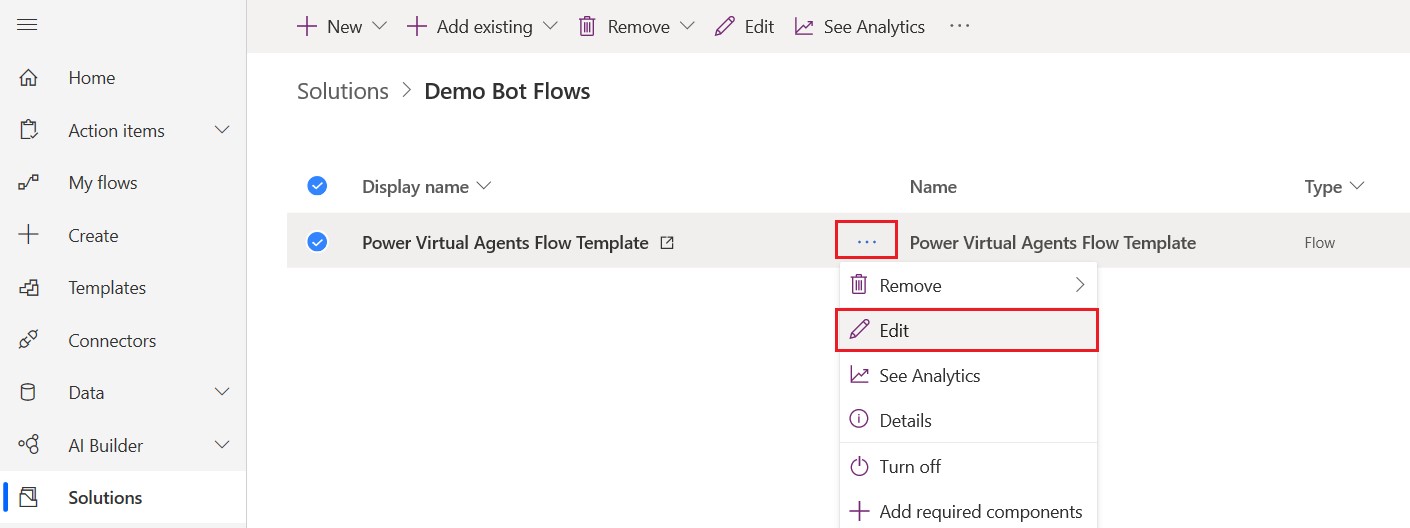 New Add existing Remove Edit See Analytics ...
Home
Action items
My flows
Create
Templates
Connectors
Data
AI Builder
Solutions
Solutions > Demo Bot Flows
Display name Name Type
Power Virtual Agents Flow Template ... Power Virtual Agents Flow Template Flow
Remove
Edit
See Analytics
Details
Turn off
Add required components